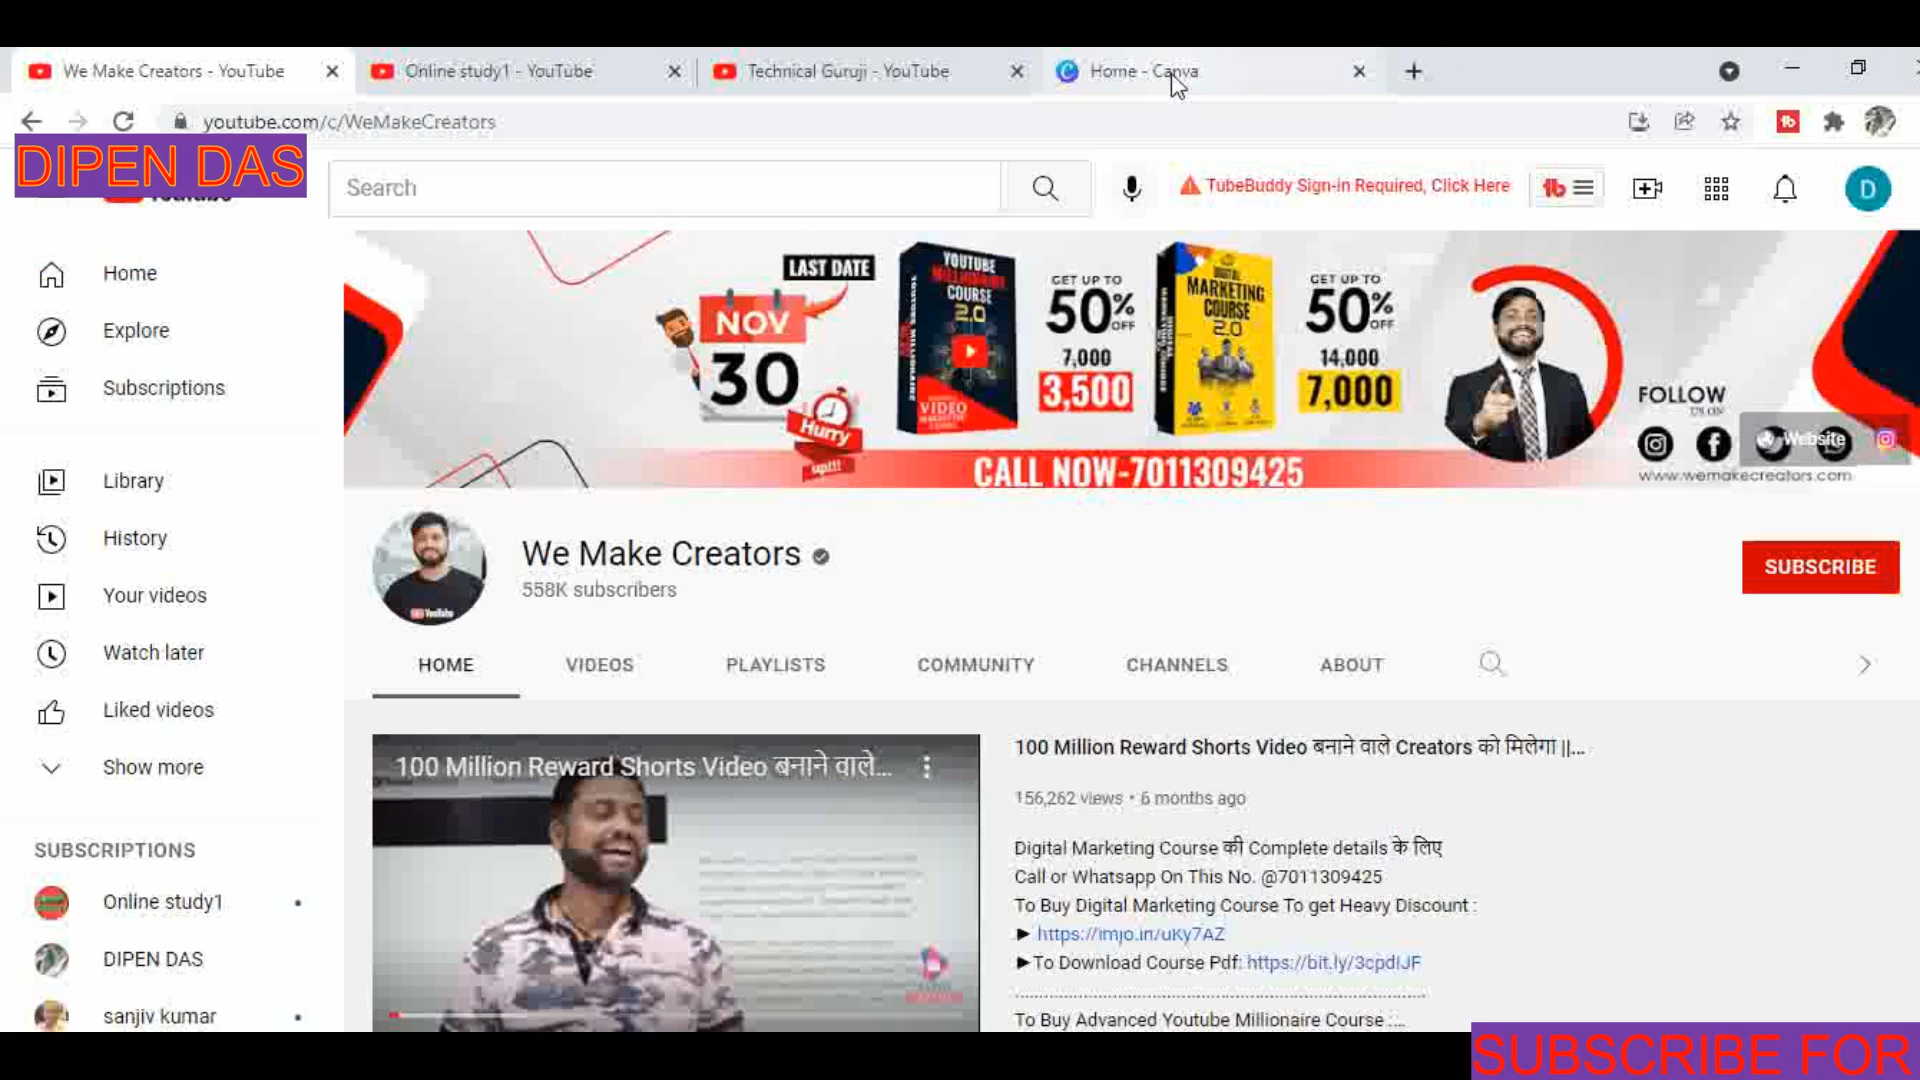 We Make Creators - YouTube
Online study1 - YouTube
Technical Guruji - YouTube
Home - Canva
youtube.com/c/WeMakeCreators
DIPEN DAS
Search
TubeBuddy Sign-in Required, Click Here
D
Home
Explore
Subscriptions
Library
History
Your videos
Watch later
Liked videos
Show more
SUBSCRIPTIONS
Online study1
DIPEN DAS
sanjiv kumar
LAST DATE
NOV
30
Hurry
up!!!
YOUTUBE
MILLIONAIRE
COURSE
2.0
VIDEO
GET UP TO
50% OFF
7,000
3,500
DIGITAL
MARKETING
COURSE
2.0
GET UP TO
50% OFF
14,000
7,000
FOLLOW
US ON
Website
www.wemakecreators.com
CALL NOW-7011309425
We Make Creators
558K subscribers
SUBSCRIBE
HOME
VIDEOS
PLAYLISTS
COMMUNITY
CHANNELS
ABOUT
100 Million Reward Shorts Video बनाने वाले...
100 Million Reward Shorts Video बनाने वाले Creators को मिलेगा ||...
156,262 views • 6 months ago
Digital Marketing Course की Complete details के लिए
Call or Whatsapp On This No. @7011309425
To Buy Digital Marketing Course To get Heavy Discount :
► https://imjo.in/uKy7AZ
►To Download Course Pdf: https://bit.ly/3cpdIJF
To Buy Advanced Youtube Millionaire Course :...
SUBSCRIBE FOR